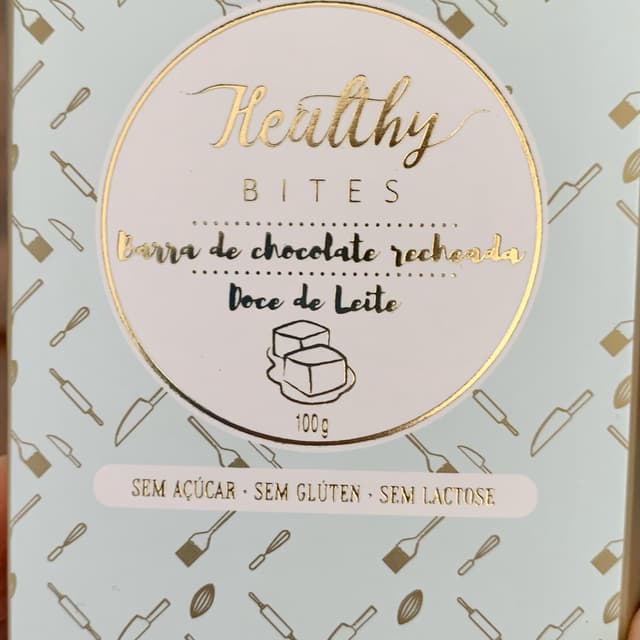 Healthy
BITES
Barra de chocolate recheada
Doce de Leite
100g
SEM AÇÚCAR · SEM GLÚTEN · SEM LACTOSE